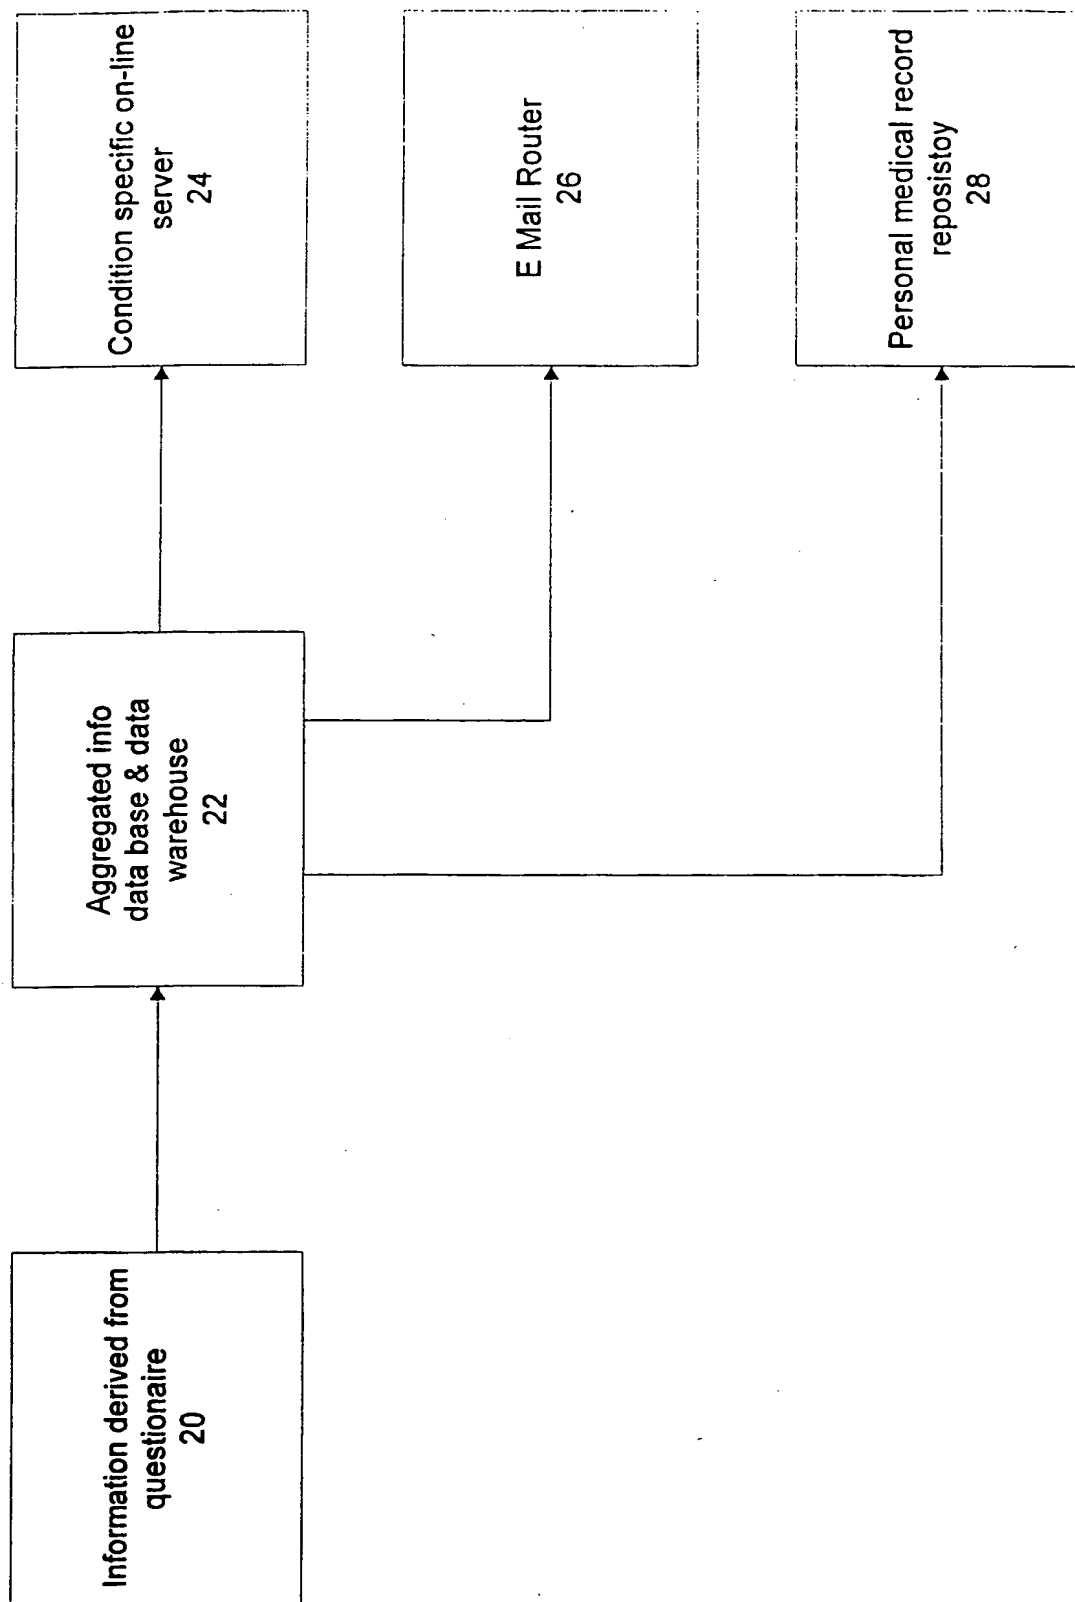 Information derived from
questionaire
20
Aggregated info
data base & data
warehouse
22
Condition specific on-line
server
24
E Mail Router
26
Personal medical record
reposistoy
28